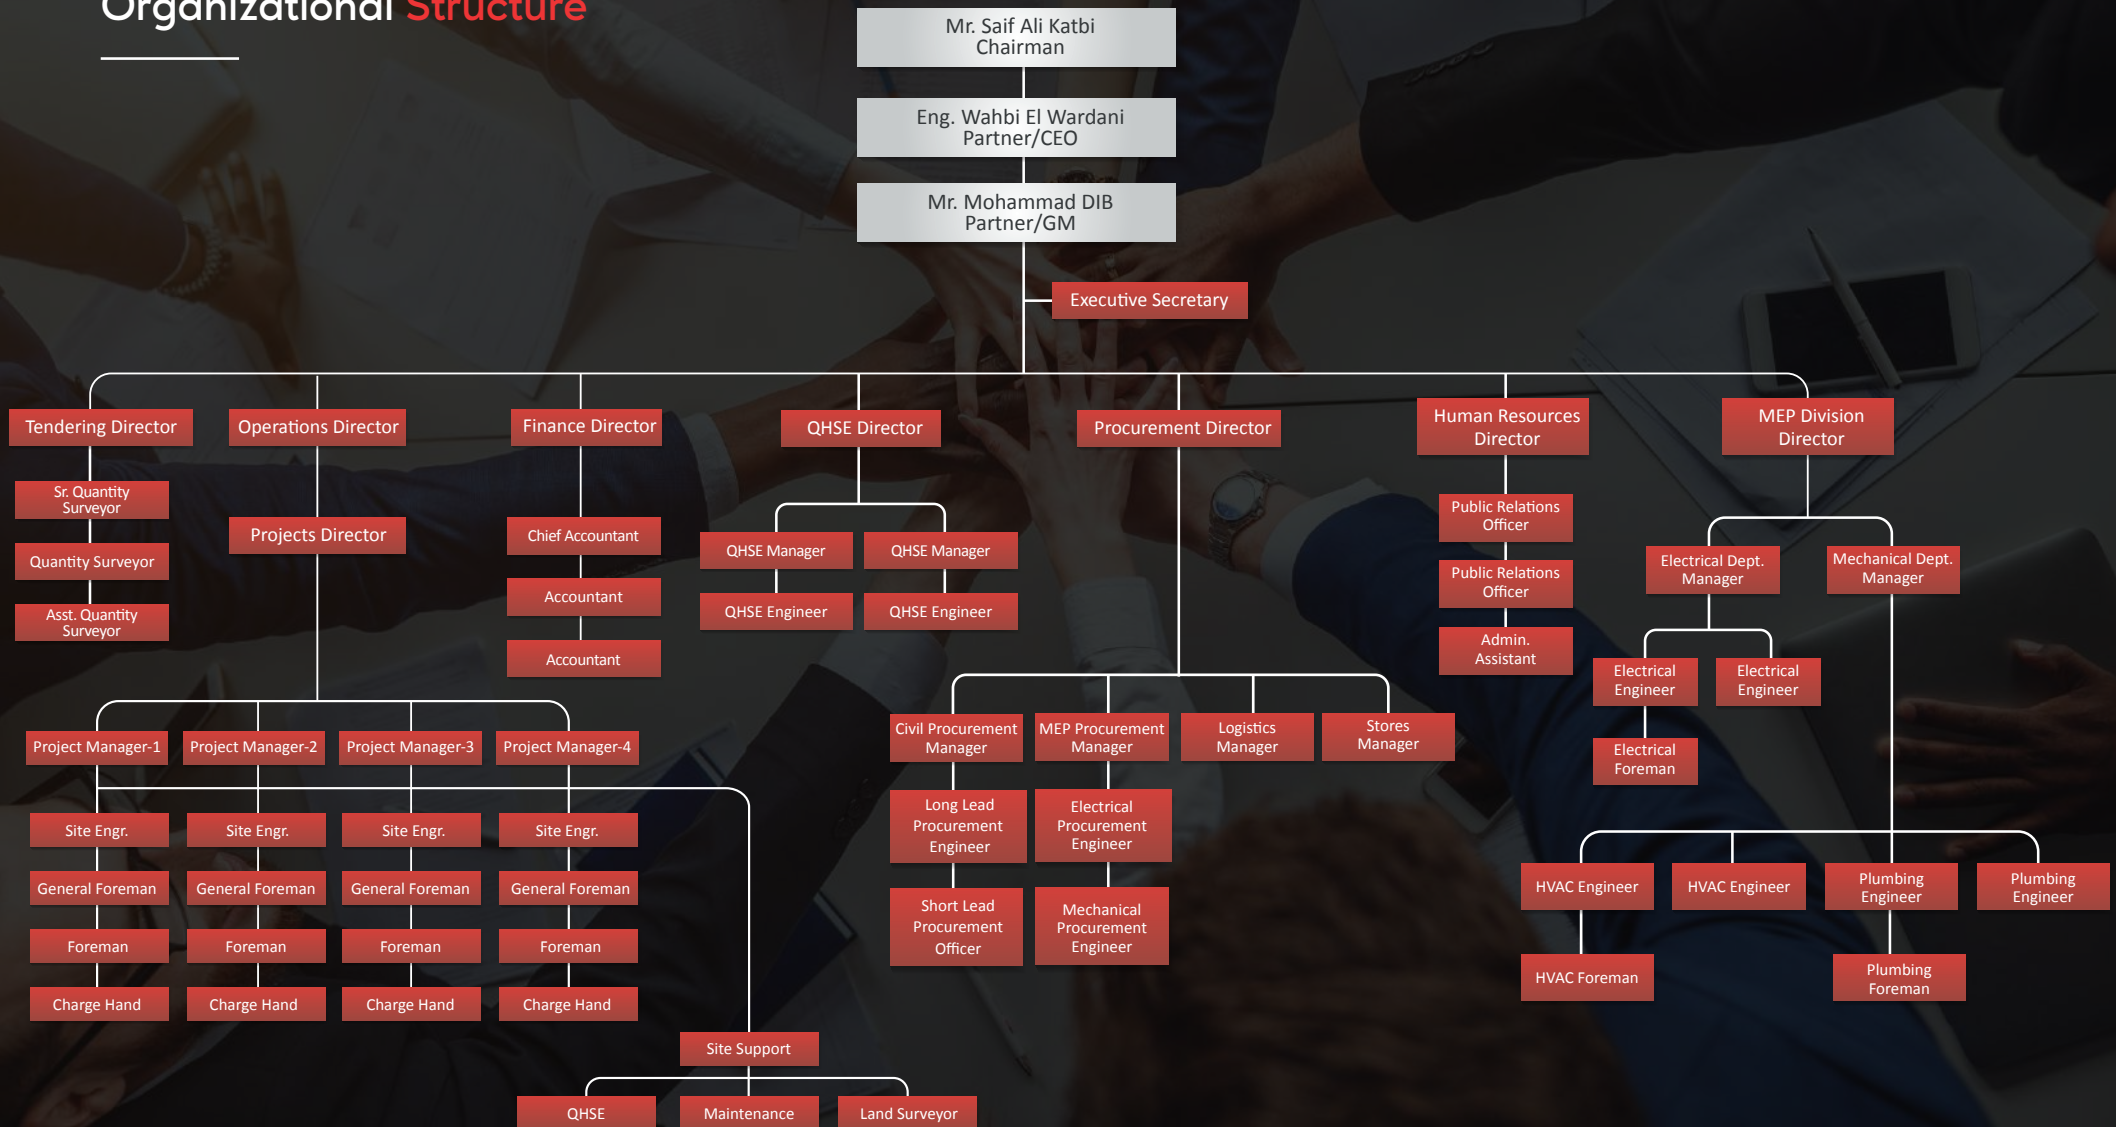 Organizational Structure
Mr. Saif Ali Katbi
Chairman
Eng. Wahbi El Wardani
Partner/CEO
Mr. Mohammad DIB
Partner/GM
Executive Secretary
Tendering Director
Operations Director
Finance Director
QHSE Director
Procurement Director
Human Resources
Director
MEP Division
Director
Sr. Quantity
Surveyor
Quantity Surveyor
Asst. Quantity
Surveyor
Projects Director
Chief Accountant
Accountant
Accountant
QHSE Manager
QHSE Manager
QHSE Engineer
QHSE Engineer
Public Relations
Officer
Public Relations
Officer
Admin.
Assistant
Electrical Dept.
Manager
Mechanical Dept.
Manager
Electrical
Engineer
Electrical
Engineer
Electrical
Foreman
Project Manager-1
Project Manager-2
Project Manager-3
Project Manager-4
Site Engr.
Site Engr.
Site Engr.
Site Engr.
General Foreman
General Foreman
General Foreman
General Foreman
Foreman
Foreman
Foreman
Foreman
Charge Hand
Charge Hand
Charge Hand
Charge Hand
Civil Procurement
Manager
MEP Procurement
Manager
Logistics
Manager
Stores
Manager
Long Lead
Procurement
Engineer
Electrical
Procurement
Engineer
Short Lead
Procurement
Officer
Mechanical
Procurement
Engineer
HVAC Engineer
HVAC Engineer
Plumbing
Engineer
Plumbing
Engineer
HVAC Foreman
Plumbing
Foreman
Site Support
QHSE
Maintenance
Land Surveyor